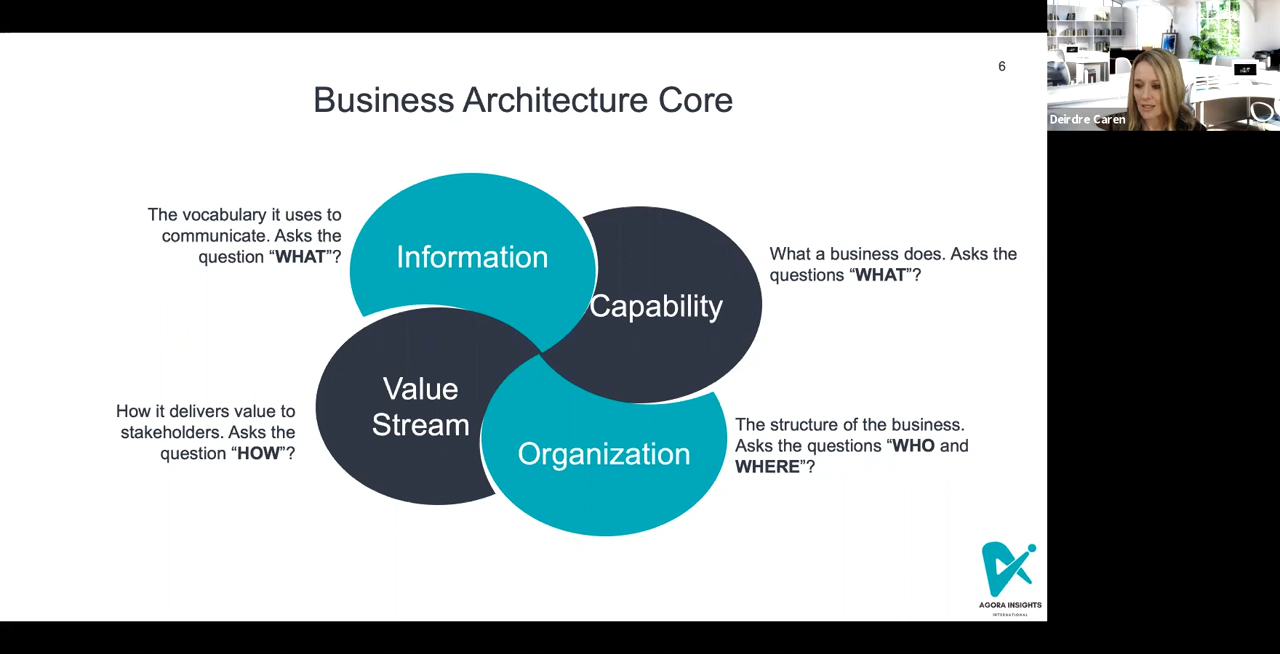 6
Business Architecture Core
Deirdre Caren
The vocabulary it uses to
communicate. Asks the
question “WHAT”?
Information
What a business does. Asks the
questions “WHAT”?
Capability
Value
Stream
How it delivers value to
stakeholders. Asks the
question “HOW”?
Organization
The structure of the business.
Asks the questions “WHO and
WHERE”?
AGORA INSIGHTS
INTERNATIONAL